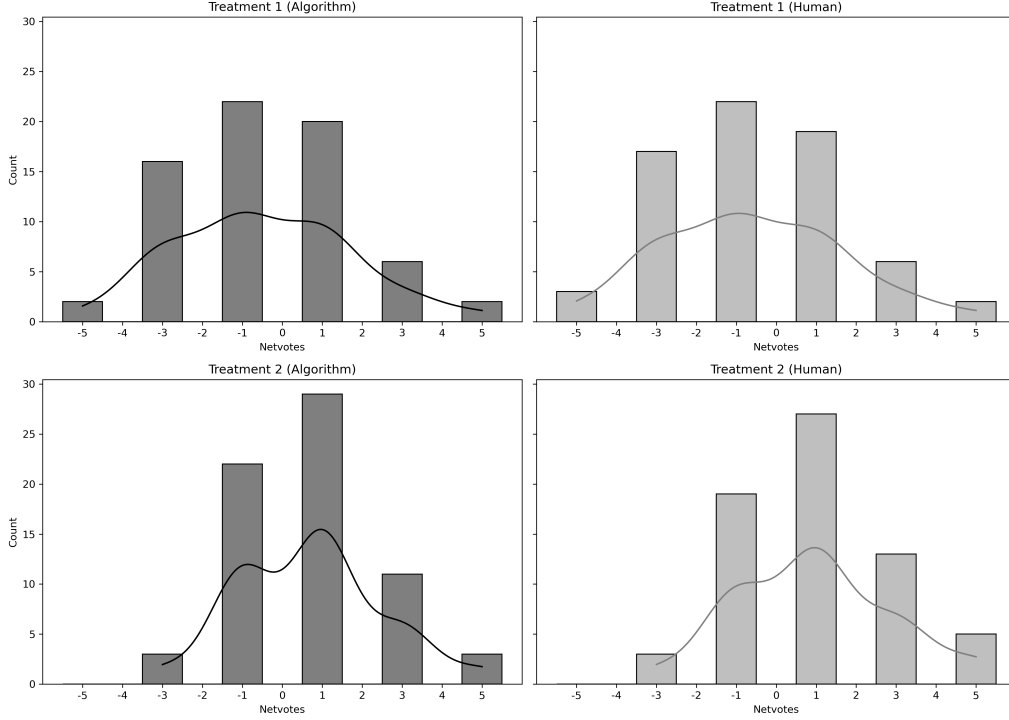 Treatment 1 (Algorithm)
30
25
20
15
10
5
0
Count
-5 -3 -2 -1 0 1 2 3 4 5
Netvotes
Treatment 1 (Human)
-5 -4 -3 -2 -1 0 1 2 3 4 5
Netvotes
Treatment 2 (Algorithm)
30
25
20
15
10
5
0
Count
-5 -4 -3 -2 -1 0 1 2 3 4 5
Netvotes
Treatment 2 (Human)
-5 -4 -3 -2 -1 0 1 2 3 4 5
Netvotes